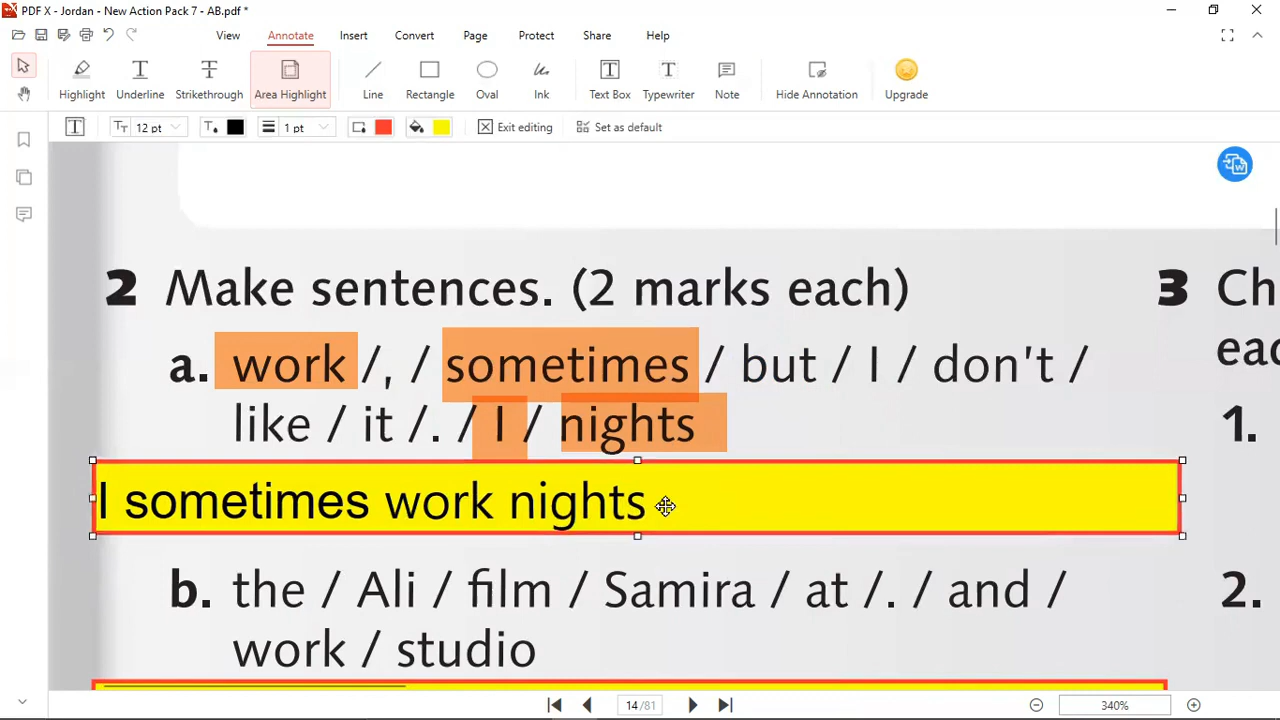 PDF X - Jordan - New Action Pack 7 - AB.pdf *
View Annotate Insert Convert Page Protect Share Help
Highlight Underline Strikethrough Area Highlight Line Rectangle Oval Ink Text Box Typewriter Note Hide Annotation Upgrade
12 pt 1 pt Exit editing Set as default
2 Make sentences. (2 marks each)
a. work /, / sometimes / but / I / don't /
like / it /. / I / nights
I sometimes work nights
b. the / Ali / film / Samira / at /. / and /
work / studio
3 Ch
eac
1.
2.
14 /81 340%